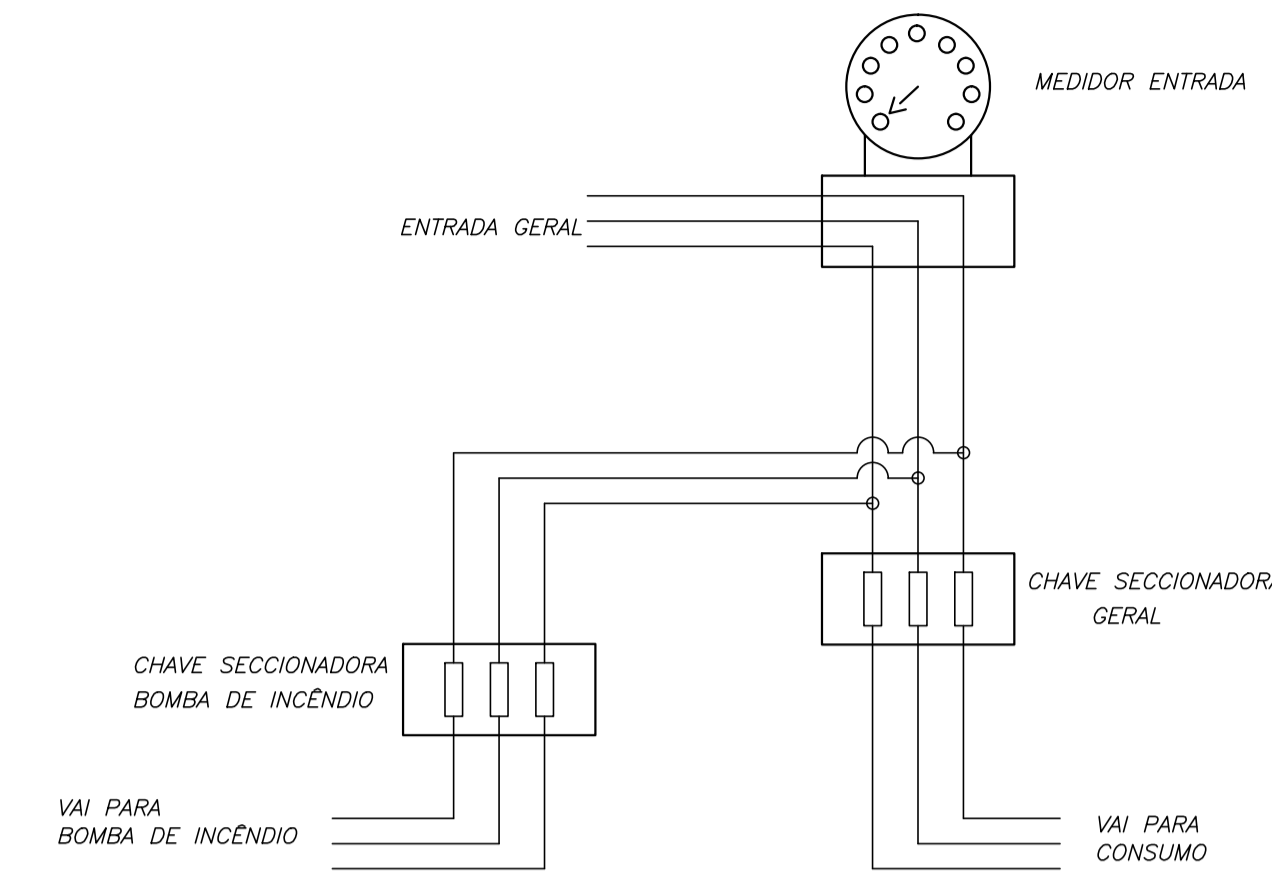 MEDIDOR ENTRADA
ENTRADA GERAL
CHAVE SECCIONADORA
GERAL
CHAVE SECCIONADORA
BOMBA DE INCÊNDIO
VAI PARA
BOMBA DE INCÊNDIO
VAI PARA
CONSUMO